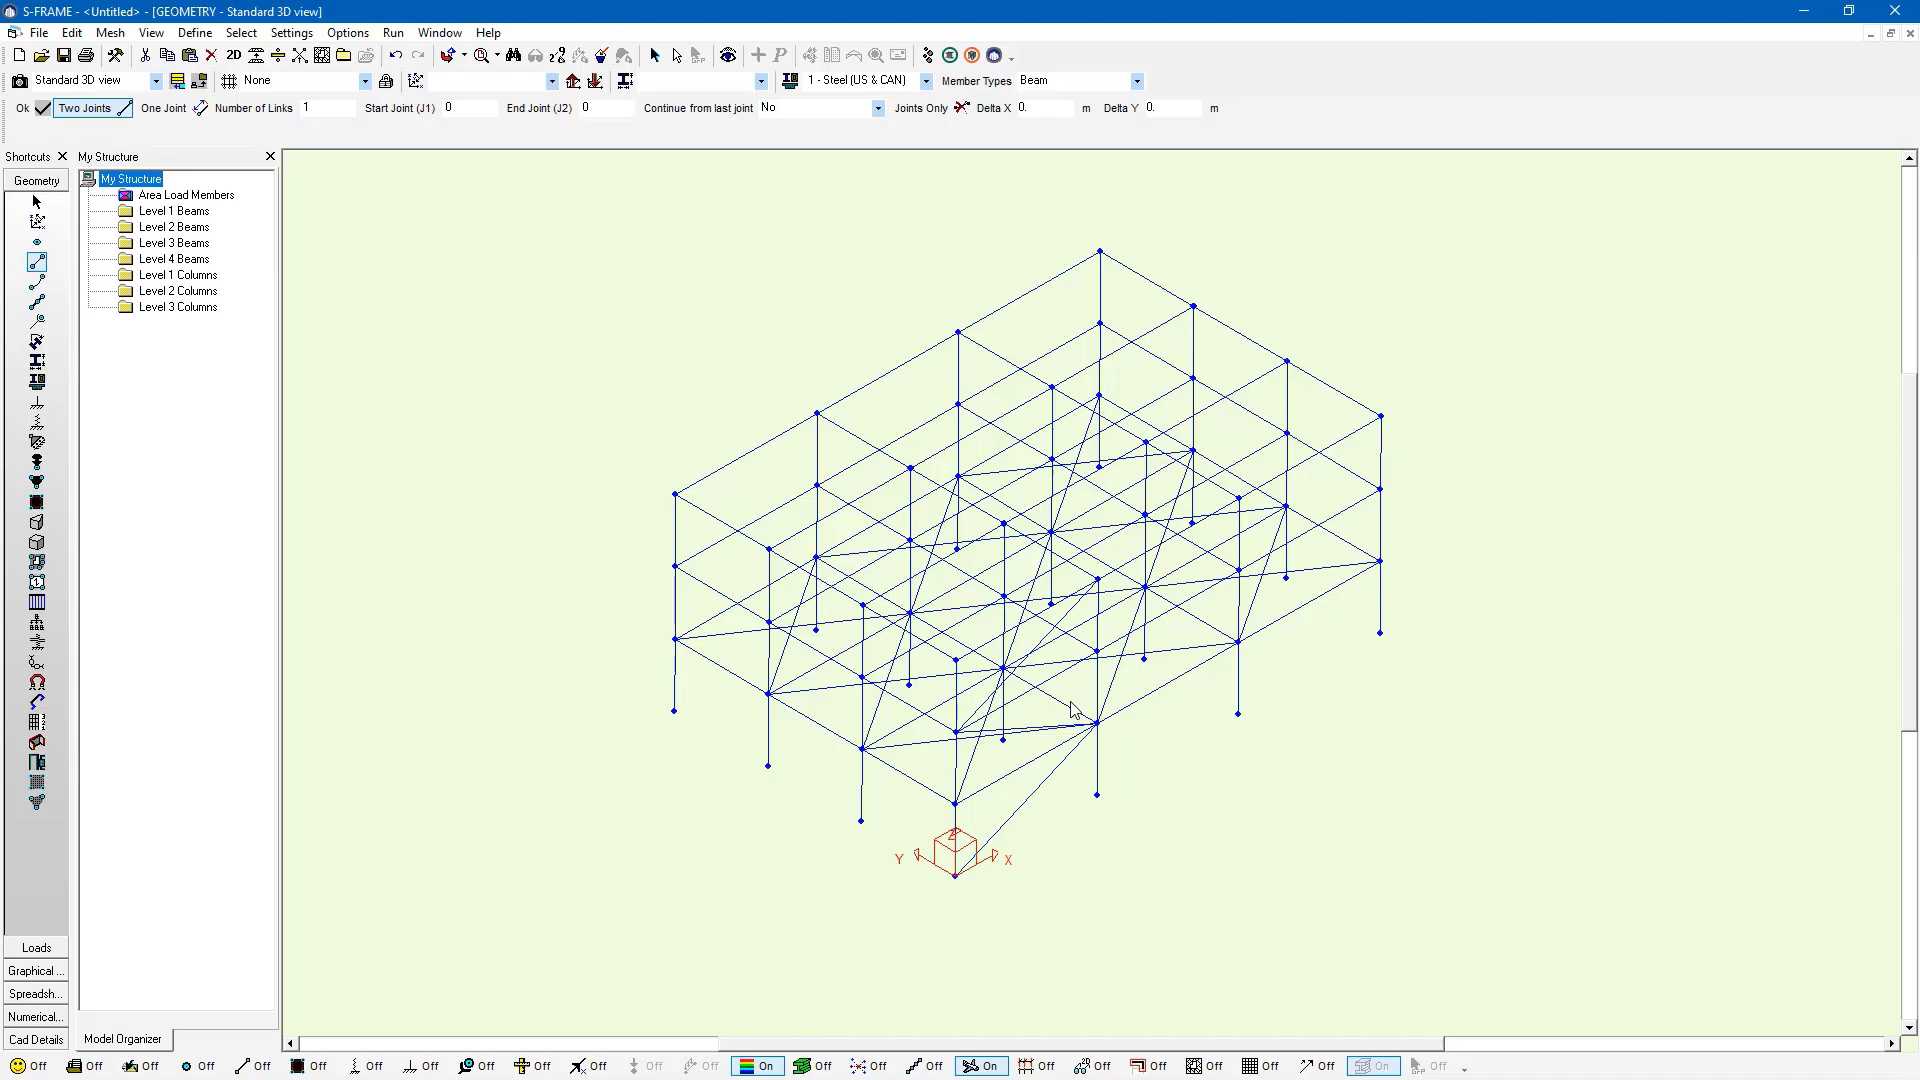 S-FRAME - <Untitled> - [GEOMETRY - Standard 3D view]
File Edit Mesh View Define Select Settings Options Run Window Help
2D
Standard 3D view None 1 - Steel (US & CAN) Member Types Beam
Ok Two Joints One Joint Number of Links 1 Start Joint (J1) 0 End Joint (J2) 0 Continue from last joint No Joints Only Delta X 0. m Delta Y 0. m
Shortcuts My Structure
Geometry
My Structure
Area Load Members
Level 1 Beams
Level 2 Beams
Level 3 Beams
Level 4 Beams
Level 1 Columns
Level 2 Columns
Level 3 Columns
Z
Y X
Loads
Graphical ...
Spreadsh...
Numerical...
Cad Details
Model Organizer
Off Off Off Off Off Off Off Off Off Off Off Off Off On Off Off Off On Off Off Off Off Off Off On Off